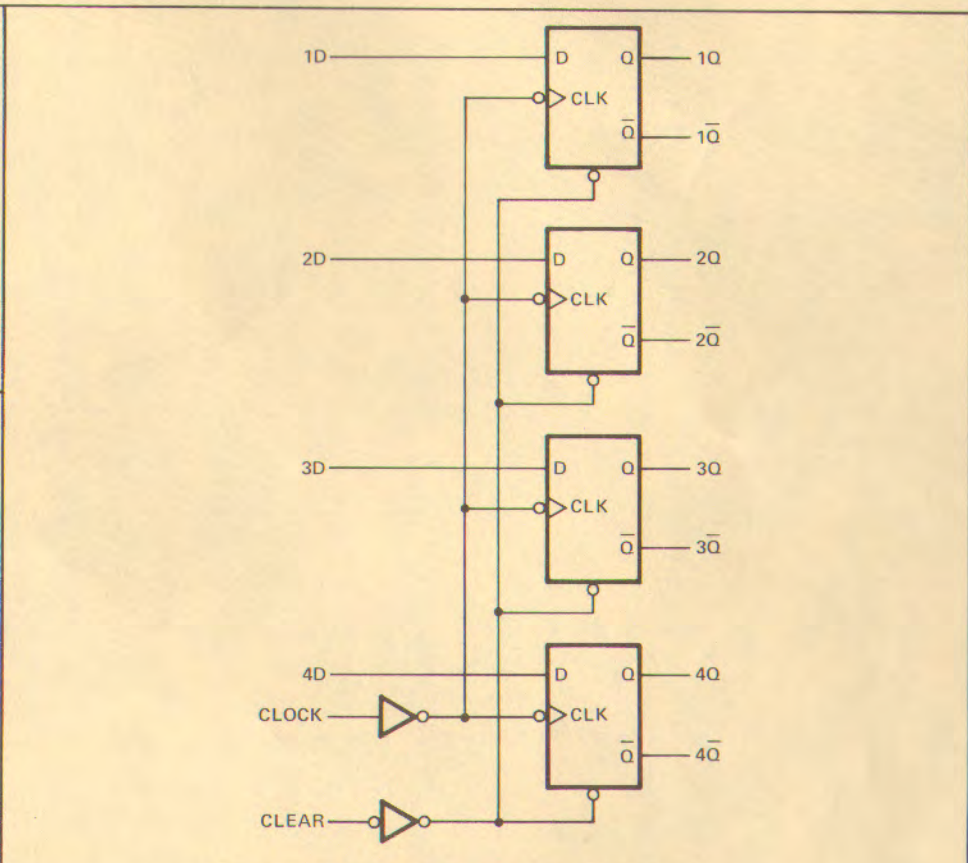 1D D Q 1Q
CLK
Q̅ 1Q̅
2D D Q 2Q
CLK
Q̅ 2Q̅
3D D Q 3Q
CLK
Q̅ 3Q̅
4D D Q 4Q
CLOCK CLK
Q̅ 4Q̅
CLEAR